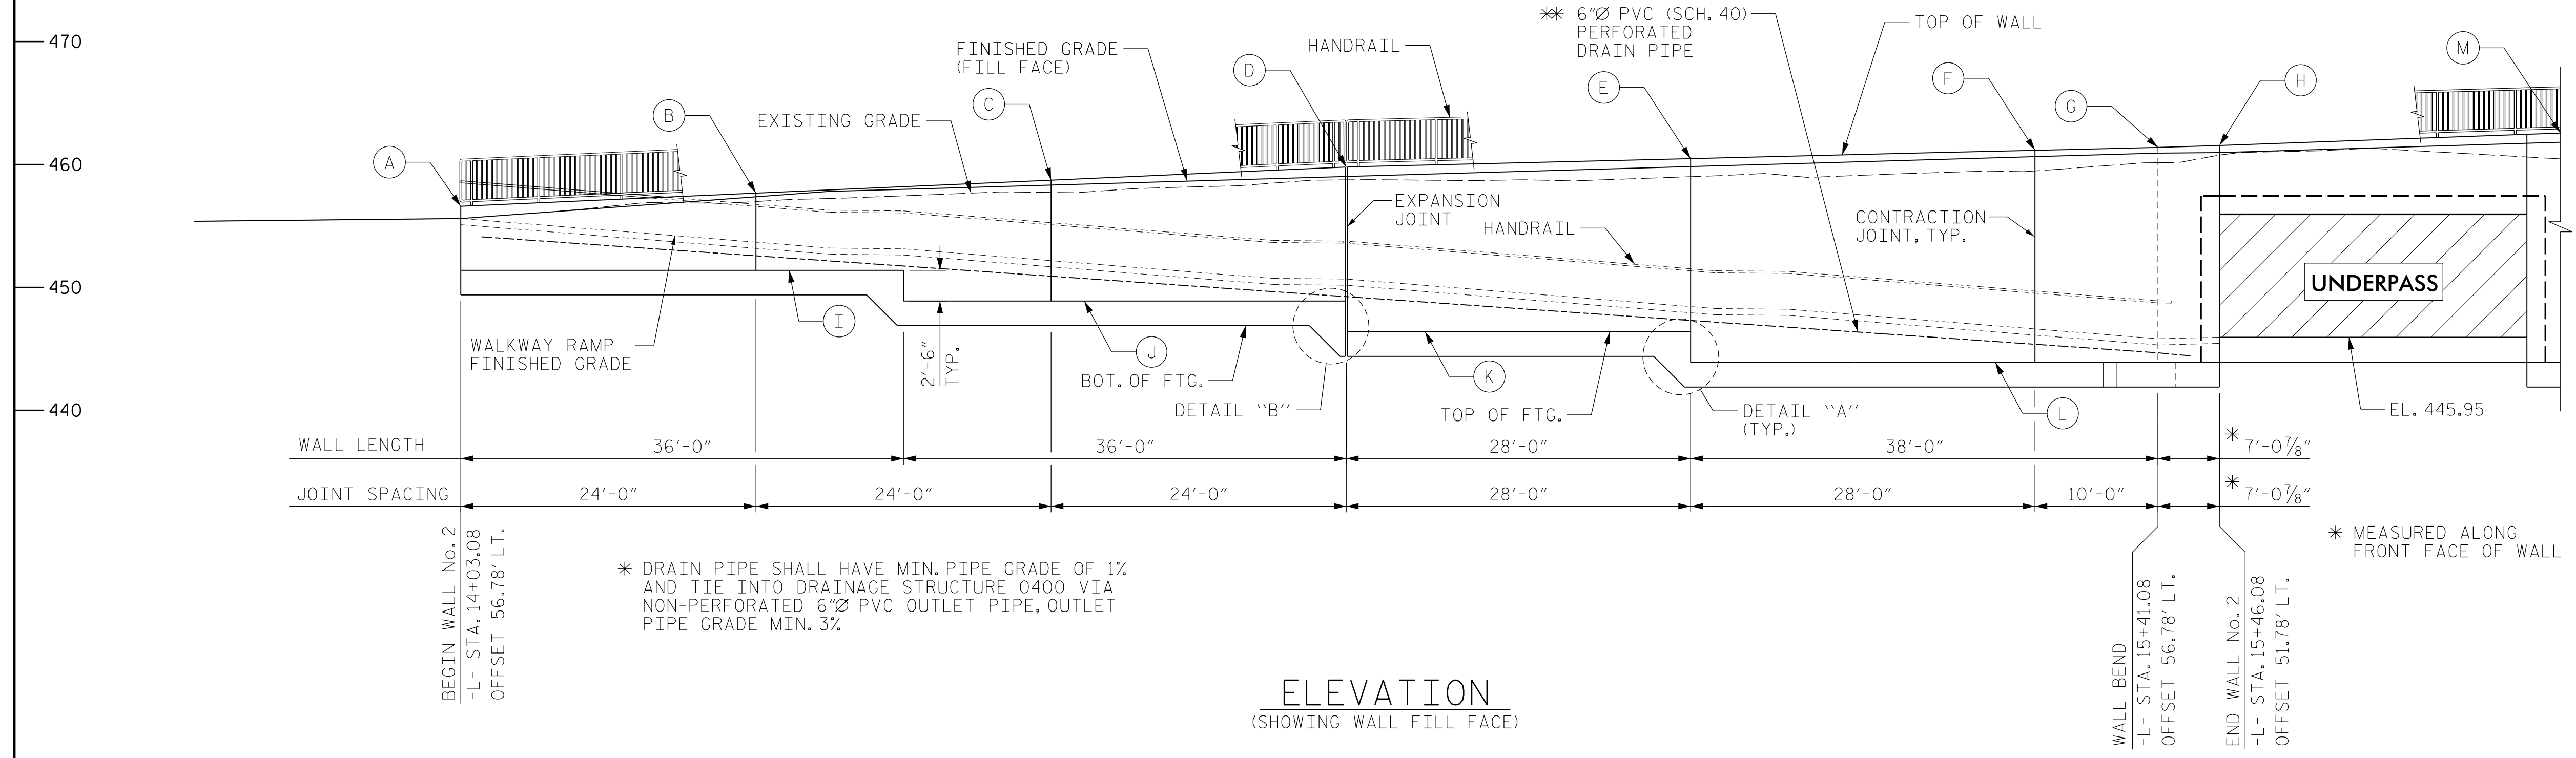 470
460
450
440
A
B
EXISTING GRADE
FINISHED GRADE
(FILL FACE)
C
D
HANDRAIL
** 6"Ø PVC (SCH. 40)
PERFORATED
DRAIN PIPE
E
TOP OF WALL
F
G
H
M
EXPANSION
JOINT
HANDRAIL
CONTRACTION
JOINT, TYP.
UNDERPASS
WALKWAY RAMP
FINISHED GRADE
I
2'-6"
TYP.
J
BOT. OF FTG.
DETAIL "B"
K
TOP OF FTG.
DETAIL "A"
(TYP.)
L
EL. 445.95
WALL LENGTH
36'-0"
36'-0"
28'-0"
38'-0"
* 7'-0⅞"
JOINT SPACING
24'-0"
24'-0"
24'-0"
28'-0"
28'-0"
10'-0"
* 7'-0⅞"
BEGIN WALL No. 2
-L- STA. 14+03.08
OFFSET 56.78' LT.
* DRAIN PIPE SHALL HAVE MIN. PIPE GRADE OF 1%
AND TIE INTO DRAINAGE STRUCTURE 0400 VIA
NON-PERFORATED 6"Ø PVC OUTLET PIPE, OUTLET
PIPE GRADE MIN. 3%
WALL BEND
-L- STA. 15+41.08
OFFSET 56.78' LT.
END WALL No. 2
-L- STA. 15+46.08
OFFSET 51.78' LT.
* MEASURED ALONG
FRONT FACE OF WALL
ELEVATION
(SHOWING WALL FILL FACE)